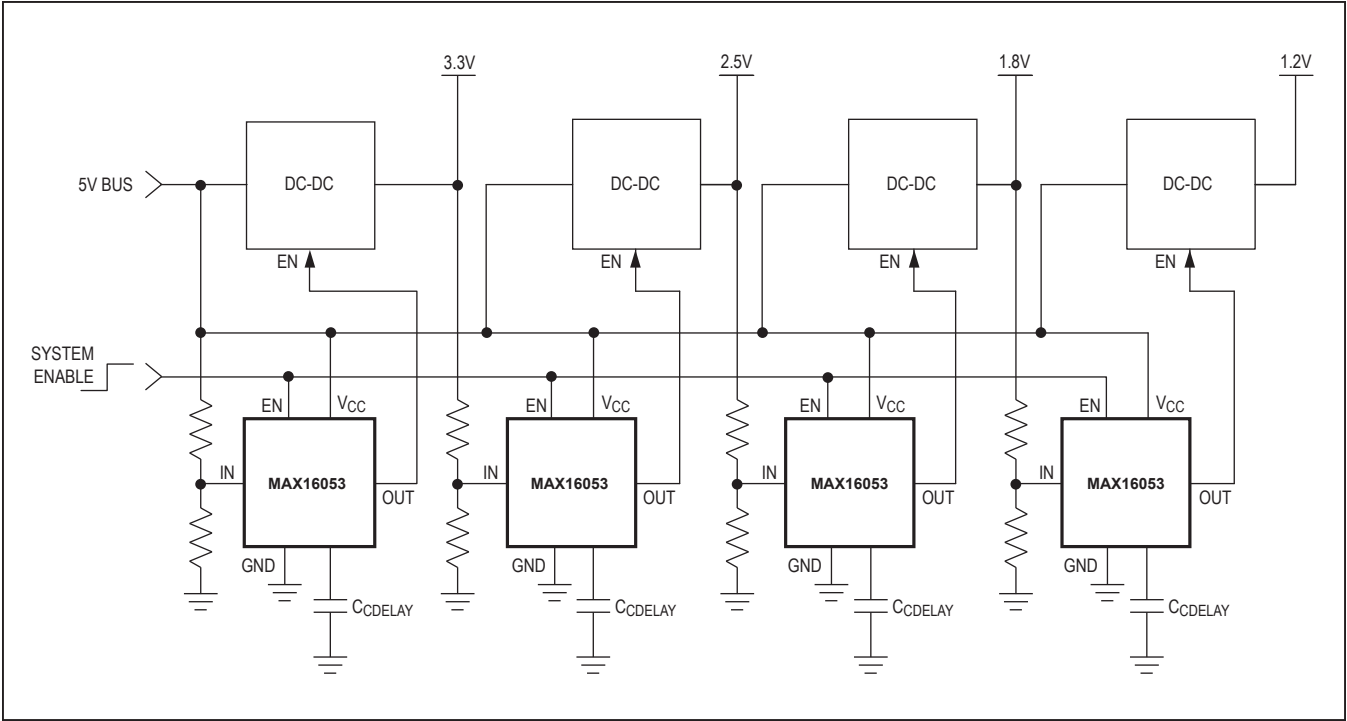 3.3V
2.5V
1.8V
1.2V
5V BUS
DC-DC
DC-DC
DC-DC
DC-DC
EN
EN
EN
EN
SYSTEM
ENABLE
EN
VCC
EN
VCC
EN
VCC
EN
VCC
IN
MAX16053
OUT
IN
MAX16053
OUT
IN
MAX16053
OUT
IN
MAX16053
OUT
GND
GND
GND
GND
CCDELAY
CCDELAY
CCDELAY
CCDELAY